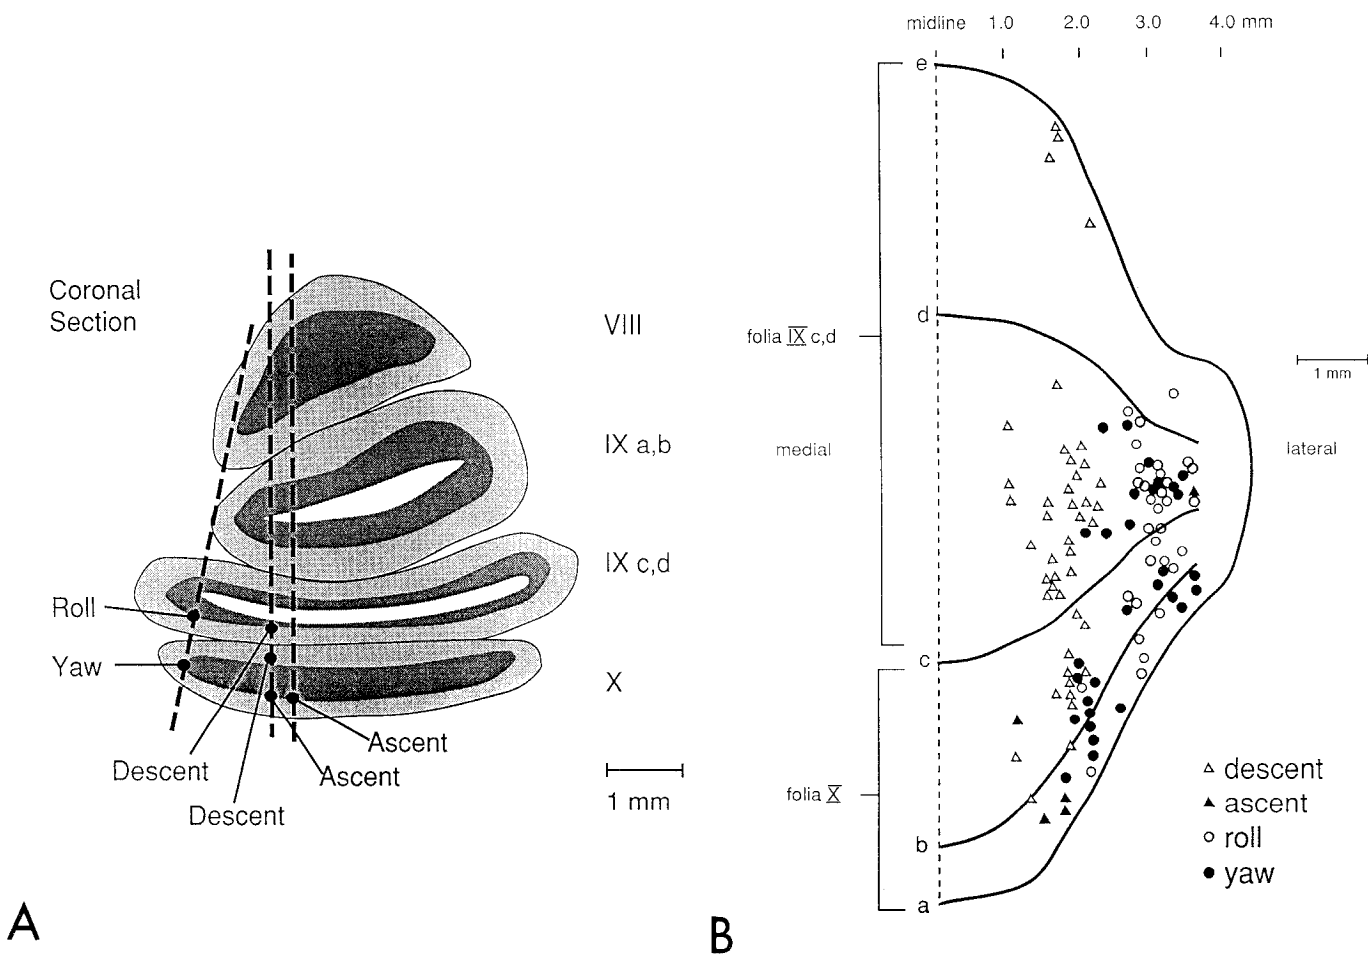 Coronal
Section
VIII
IX a,b
IX c,d
X
Roll
Yaw
Descent
Descent
Ascent
Ascent
1 mm
A
midline 1.0 2.0 3.0 4.0 mm
e
d
folia IX c,d
1 mm
medial
lateral
c
folia X
b
a
descent
ascent
roll
yaw
B